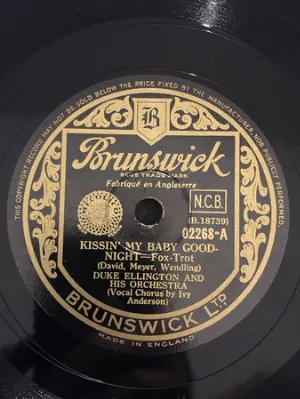 THIS COPYRIGHT RECORD MAY NOT BE SOLD BELOW THE PRICE FIXED BY THE MANUFACTURER, NOR PUBLICLY PERFORMED
B
Brunswick
REGD TRADE MARK
Fabriqué en Angleterre
N.C.B.
(B.18739)
02268-A
KISSIN' MY BABY GOOD-
NIGHT—Fox-Trot
(David, Meyer, Wendling)
DUKE ELLINGTON AND
HIS ORCHESTRA
(Vocal Chorus by Ivy
Anderson)
BRUNSWICK LTD
MADE IN ENGLAND